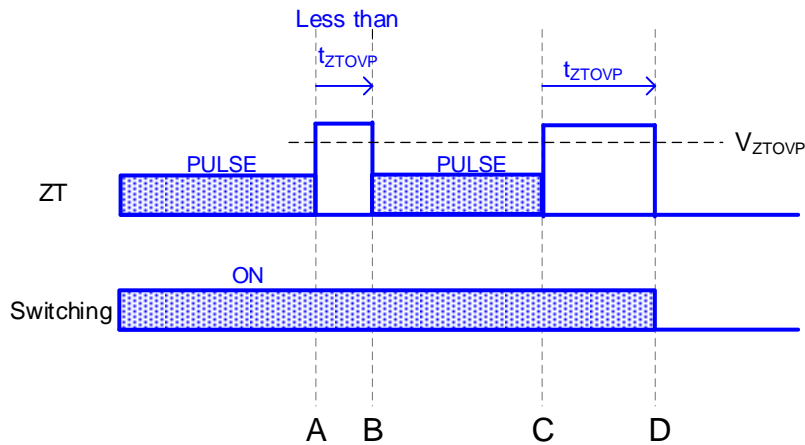 Less than
tZTOVP
tZTOVP
VZTOVP
PULSE
PULSE
ZT
ON
Switching
A
B
C
D